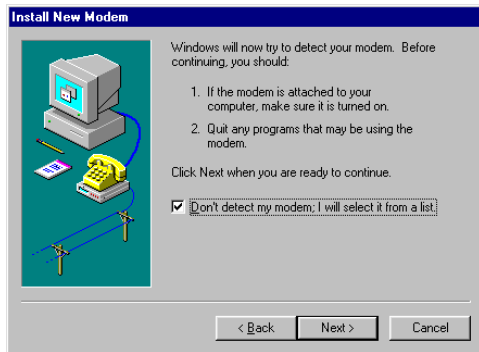 Install New Modem
Windows will now try to detect your modem. Before
continuing, you should:
1. If the modem is attached to your
computer, make sure it is turned on.
2. Quit any programs that may be using the
modem.
Click Next when you are ready to continue.
Don't detect my modem; I will select it from a list.
< Back
Next >
Cancel